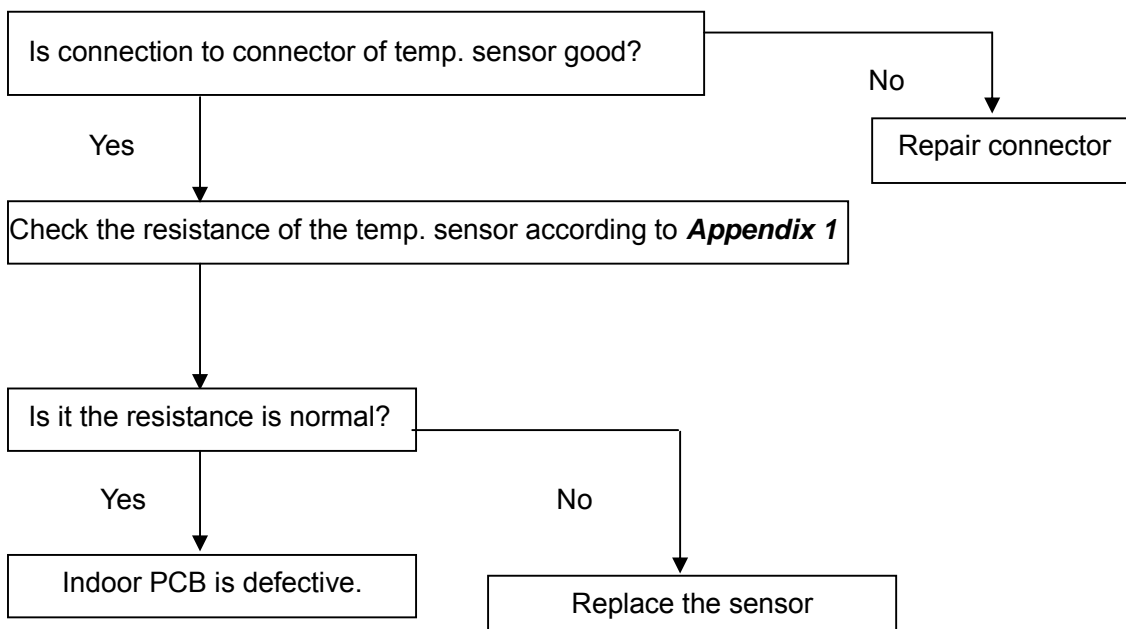 Is connection to connector of temp. sensor good?
No
Yes
Repair connector
Check the resistance of the temp. sensor according to Appendix 1
Is it the resistance is normal?
Yes
No
Indoor PCB is defective.
Replace the sensor